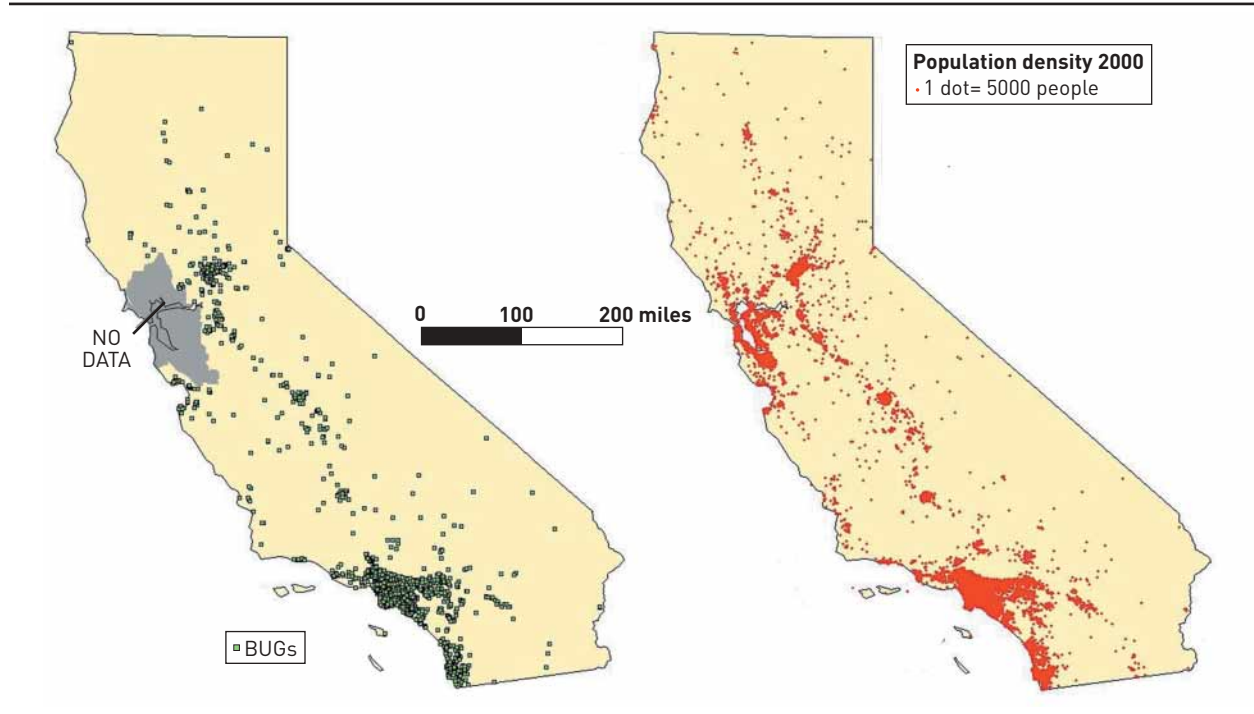 Population density 2000
1 dot= 5000 people
0 100 200 miles
NO
DATA
BUGs